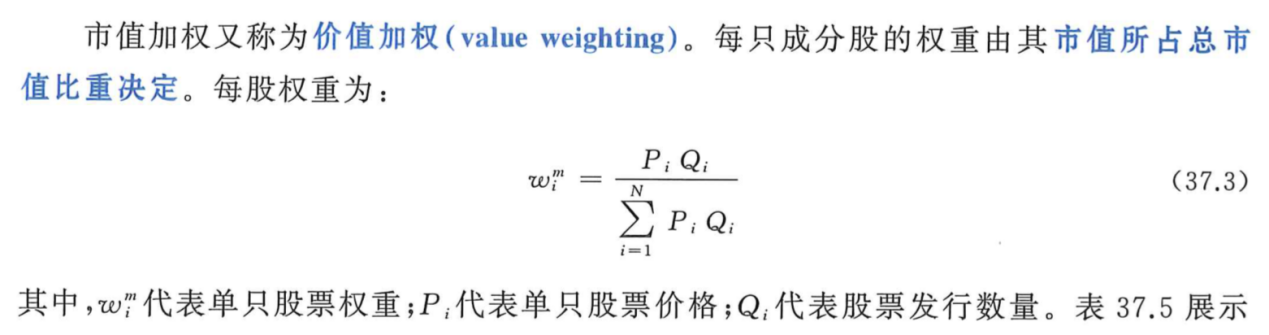 市值加权又称为价值加权(value weighting)。每只成分股的权重由其市值所占总市
值比重决定。每股权重为：
$w_i^m = \frac{P_i Q_i}{\sum_{i=1}^{N} P_i Q_i}$ (37.3)
其中,$w_i^m$代表单只股票权重;$P_i$代表单只股票价格;$Q_i$代表股票发行数量。表 37.5 展示